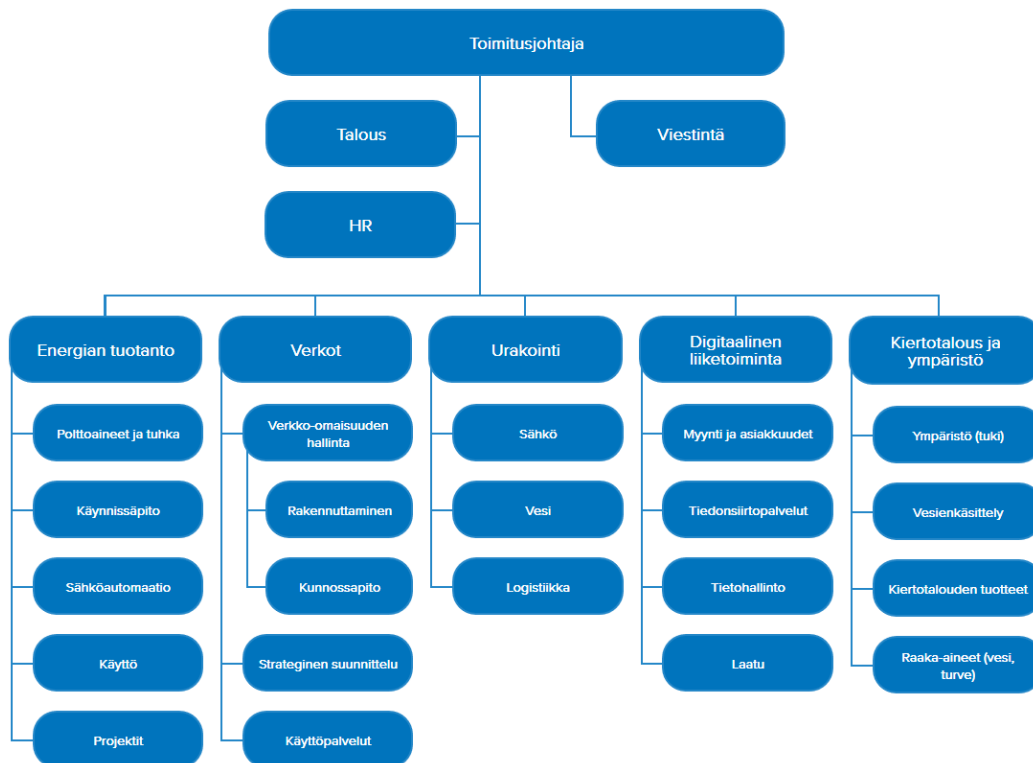 Toimitusjohtaja
Talous
Viestintä
HR
Energian tuotanto
Polttoaineet ja tuhka
Käynnissäpito
Sähköautomaatio
Käyttö
Projektit
Verkot
Verkko-omaisuuden
hallinta
Rakennuttaminen
Kunnossapito
Strateginen suunnittelu
Käyttöpalvelut
Urakointi
Sähkö
Vesi
Logistiikka
Digitaalinen
liiketoiminta
Myynti ja asiakkuudet
Tiedonsiirtopalvelut
Tietohallinto
Laatu
Kiertotalous ja
ympäristö
Ympäristö (tuki)
Vesienkäsittely
Kiertotalouden tuotteet
Raaka-aineet (vesi,
turve)